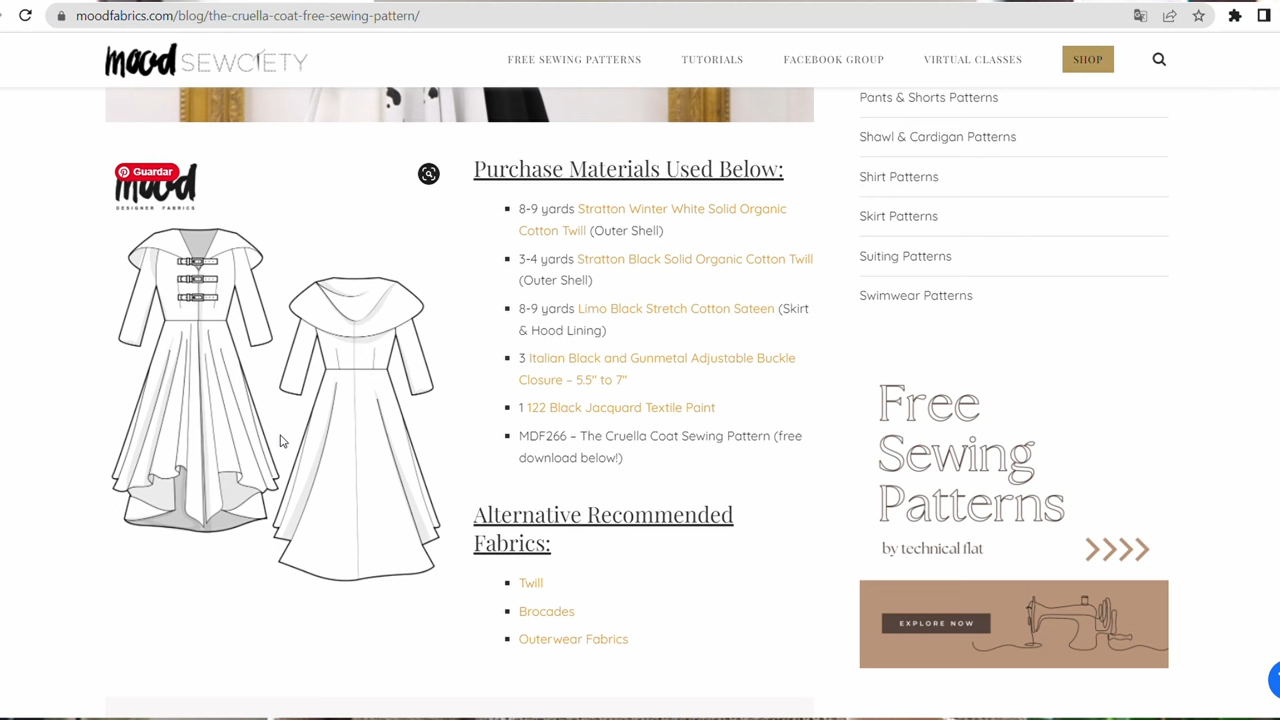 moodfabrics.com/blog/the-cruella-coat-free-sewing-pattern/
mood SEWCIETY
FREE SEWING PATTERNS
TUTORIALS
FACEBOOK GROUP
VIRTUAL CLASSES
SHOP
Guardar
mood
DESIGNER FABRICS
Purchase Materials Used Below:
8-9 yards Stratton Winter White Solid Organic
Cotton Twill (Outer Shell)
3-4 yards Stratton Black Solid Organic Cotton Twill
(Outer Shell)
8-9 yards Limo Black Stretch Cotton Sateen (Skirt
& Hood Lining)
3 Italian Black and Gunmetal Adjustable Buckle
Closure – 5.5" to 7"
1 122 Black Jacquard Textile Paint
MDF266 – The Cruella Coat Sewing Pattern (free
download below!)
Alternative Recommended
Fabrics:
Twill
Brocades
Outerwear Fabrics
Pants & Shorts Patterns
Shawl & Cardigan Patterns
Shirt Patterns
Skirt Patterns
Suiting Patterns
Swimwear Patterns
Free
Sewing
Patterns
by technical flat
EXPLORE NOW